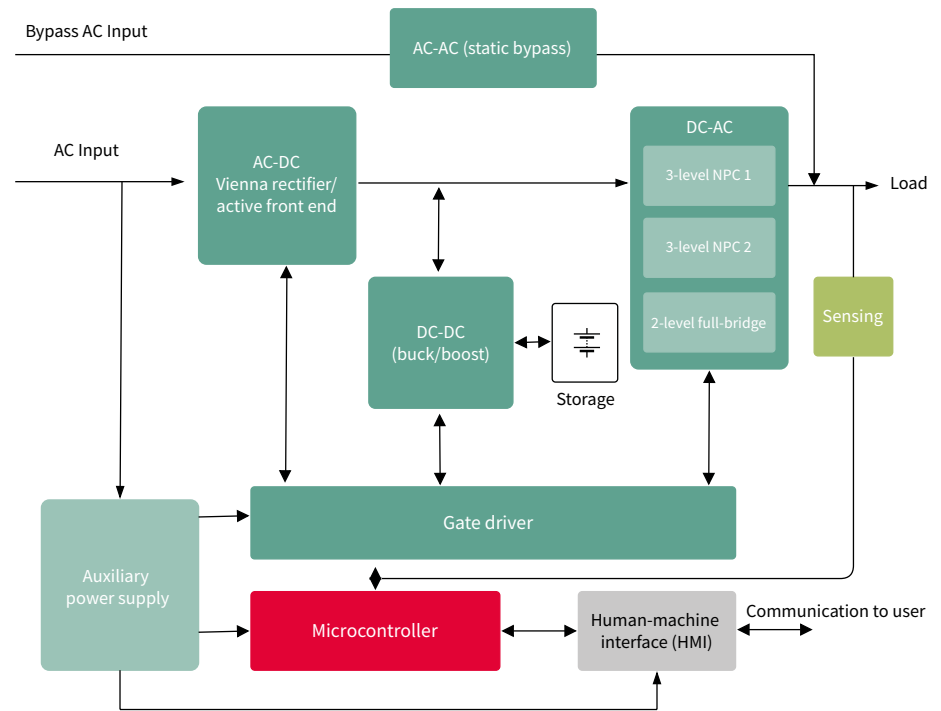 Bypass AC Input
AC-AC (static bypass)
AC Input
AC-DC
Vienna rectifier/
active front end
DC-AC
3-level NPC 1
3-level NPC 2
2-level full-bridge
Load
Sensing
DC-DC
(buck/boost)
Storage
Gate driver
Auxiliary
power supply
Microcontroller
Human-machine
interface (HMI)
Communication to user